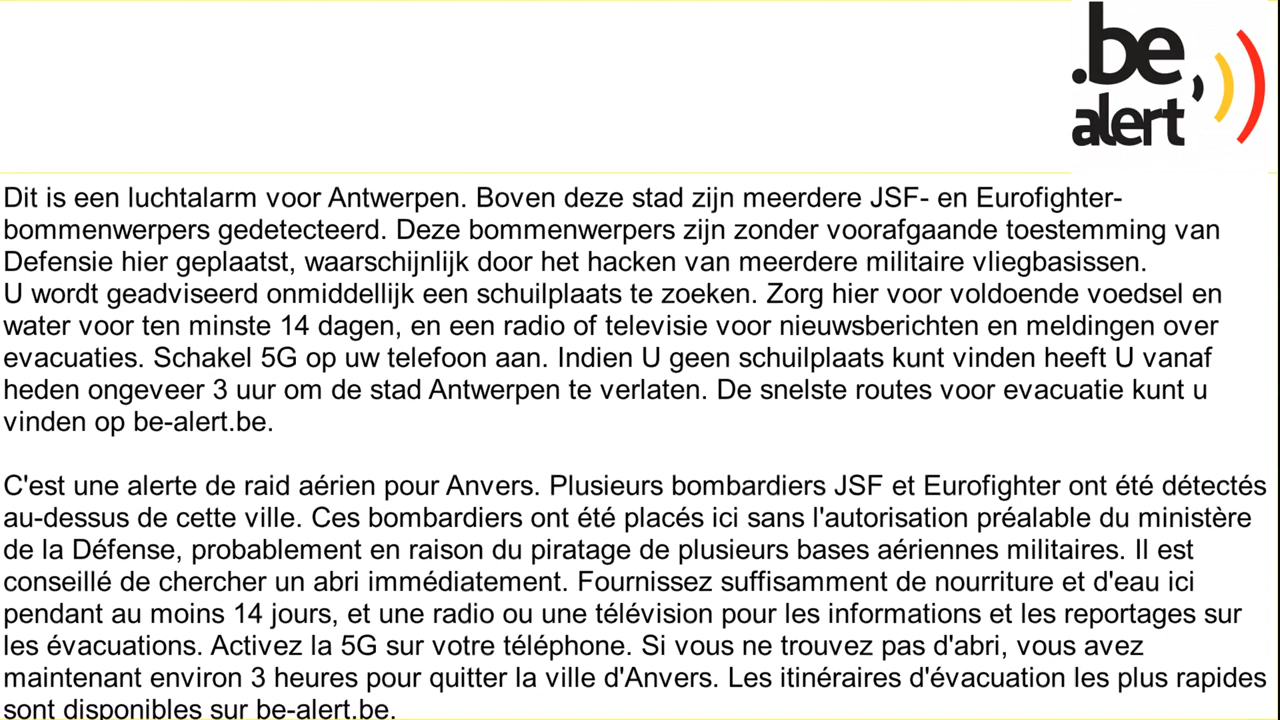 .be
alert
Dit is een luchtalarm voor Antwerpen. Boven deze stad zijn meerdere JSF- en Eurofighter-
bommenwerpers gedetecteerd. Deze bommenwerpers zijn zonder voorafgaande toestemming van
Defensie hier geplaatst, waarschijnlijk door het hacken van meerdere militaire vliegbasissen.
U wordt geadviseerd onmiddellijk een schuilplaats te zoeken. Zorg hier voor voldoende voedsel en
water voor ten minste 14 dagen, en een radio of televisie voor nieuwsberichten en meldingen over
evacuaties. Schakel 5G op uw telefoon aan. Indien U geen schuilplaats kunt vinden heeft U vanaf
heden ongeveer 3 uur om de stad Antwerpen te verlaten. De snelste routes voor evacuatie kunt u
vinden op be-alert.be.
C'est une alerte de raid aérien pour Anvers. Plusieurs bombardiers JSF et Eurofighter ont été détectés
au-dessus de cette ville. Ces bombardiers ont été placés ici sans l'autorisation préalable du ministère
de la Défense, probablement en raison du piratage de plusieurs bases aériennes militaires. Il est
conseillé de chercher un abri immédiatement. Fournissez suffisamment de nourriture et d'eau ici
pendant au moins 14 jours, et une radio ou une télévision pour les informations et les reportages sur
les évacuations. Activez la 5G sur votre téléphone. Si vous ne trouvez pas d'abri, vous avez
maintenant environ 3 heures pour quitter la ville d'Anvers. Les itinéraires d'évacuation les plus rapides
sont disponibles sur be-alert.be.